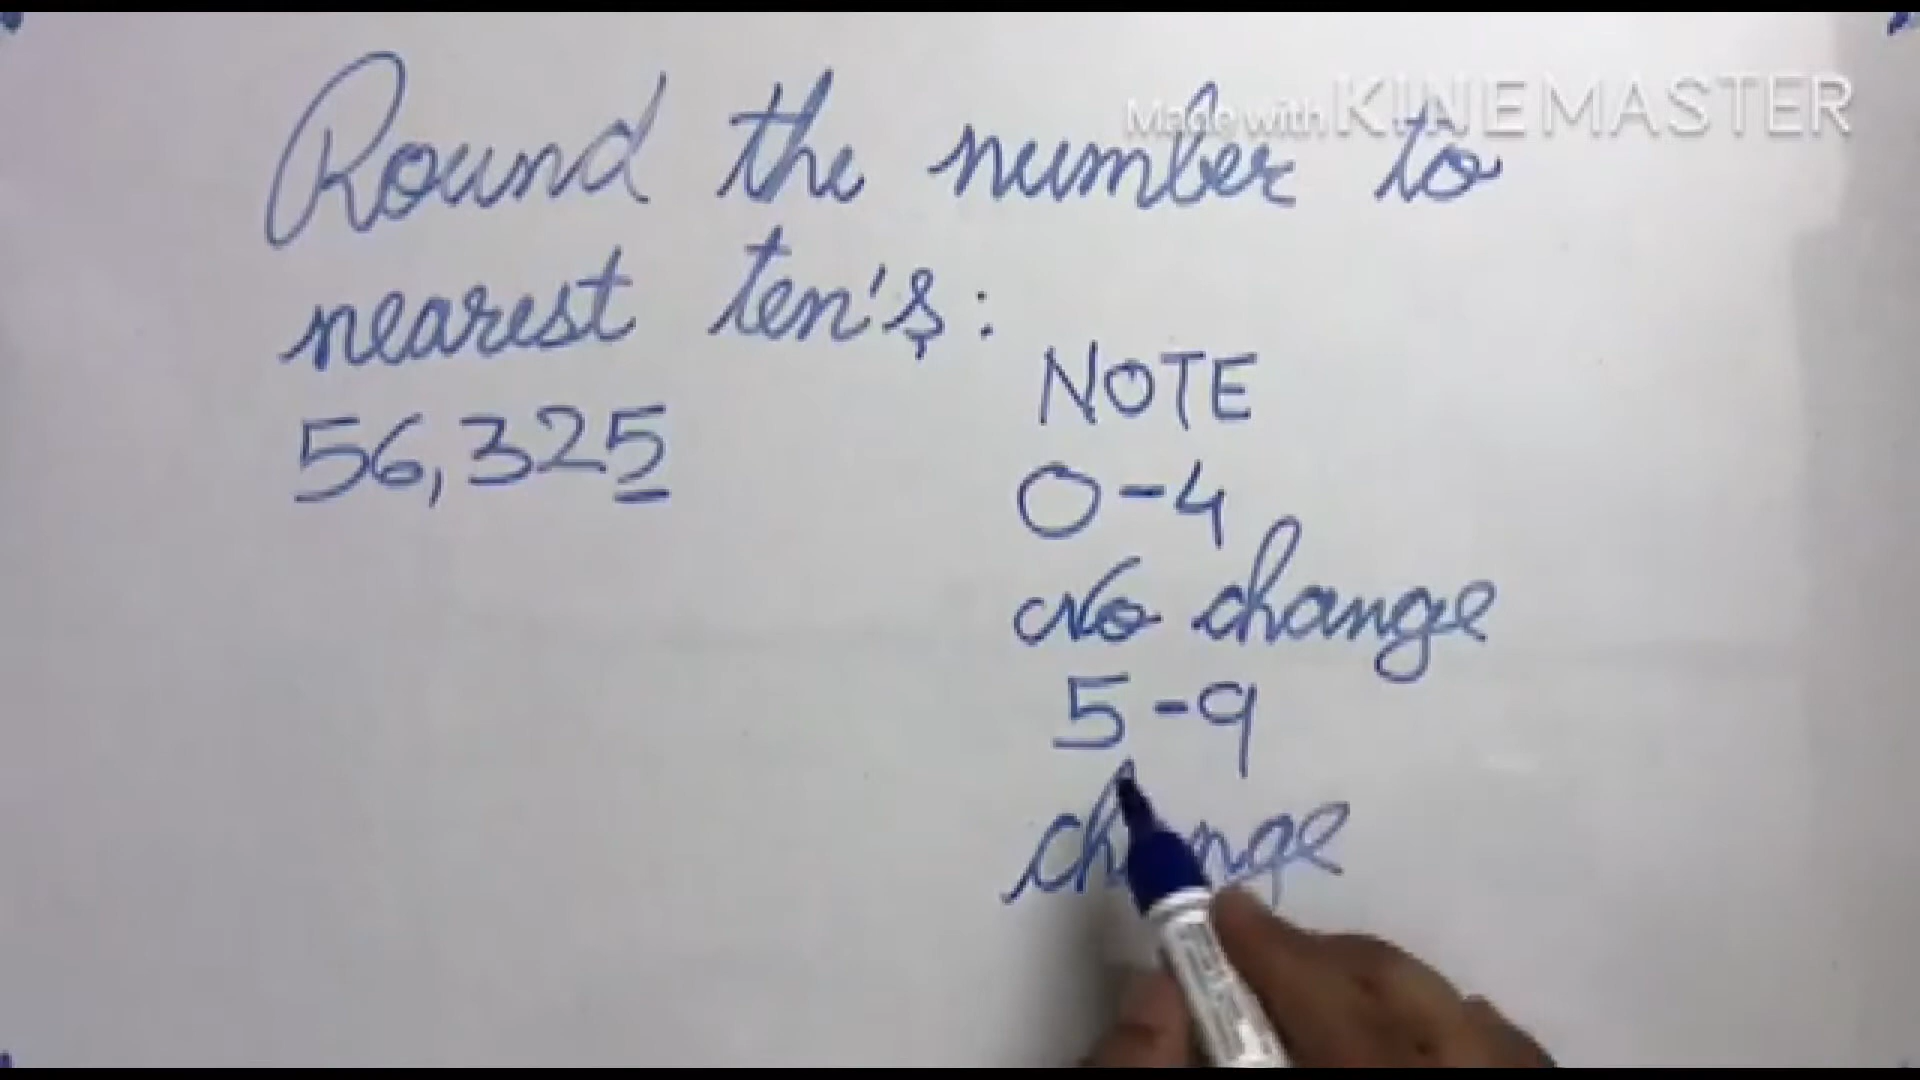 Made with KINEMASTER
Round the number to
nearest ten's:
56,325
NOTE
0-4
No change
5-9
change